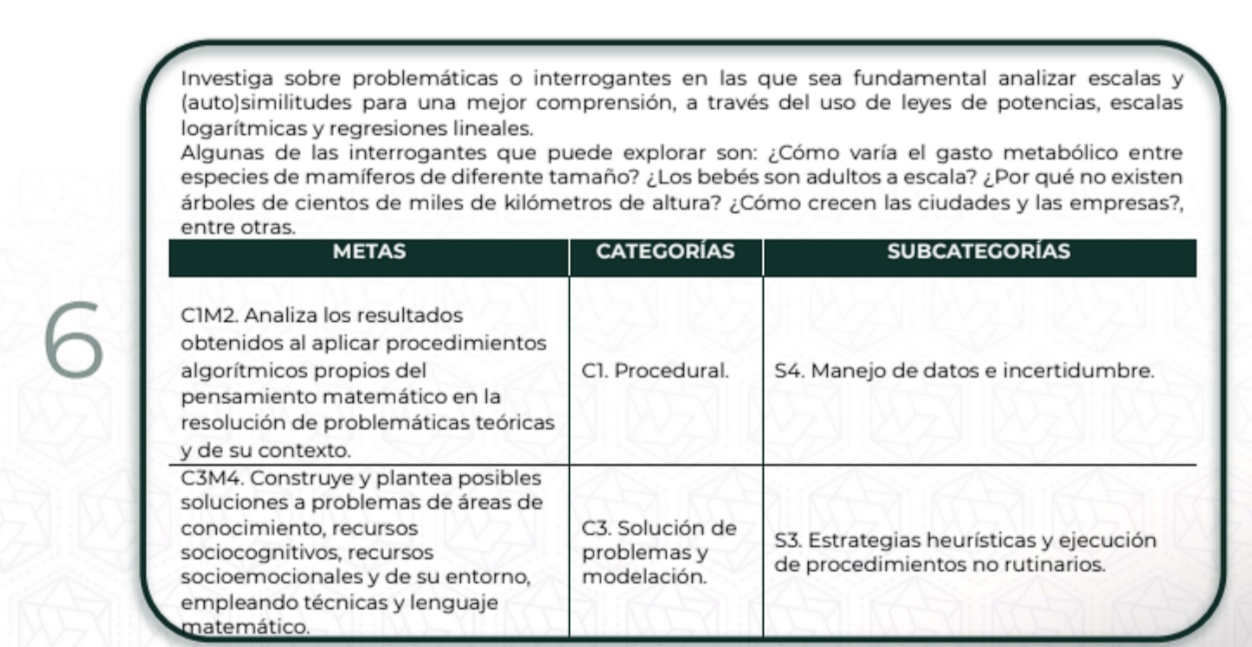 Investiga sobre problemáticas o interrogantes en las que sea fundamental analizar escalas y
(auto)similitudes para una mejor comprensión, a través del uso de leyes de potencias, escalas
logarítmicas y regresiones lineales.
Algunas de las interrogantes que puede explorar son: ¿Cómo varía el gasto metabólico entre
especies de mamíferos de diferente tamaño? ¿Los bebés son adultos a escala? ¿Por qué no existen
árboles de cientos de miles de kilómetros de altura? ¿Cómo crecen las ciudades y las empresas?,
entre otras.
METAS CATEGORÍAS SUBCATEGORÍAS
6
C1M2. Analiza los resultados
obtenidos al aplicar procedimientos
algorítmicos propios del
pensamiento matemático en la
resolución de problemáticas teóricas
y de su contexto.
C1. Procedural.
S4. Manejo de datos e incertidumbre.
C3M4. Construye y plantea posibles
soluciones a problemas de áreas de
conocimiento, recursos
sociocognitivos, recursos
socioemocionales y de su entorno,
empleando técnicas y lenguaje
matemático.
C3. Solución de
problemas y
modelación.
S3. Estrategias heurísticas y ejecución
de procedimientos no rutinarios.